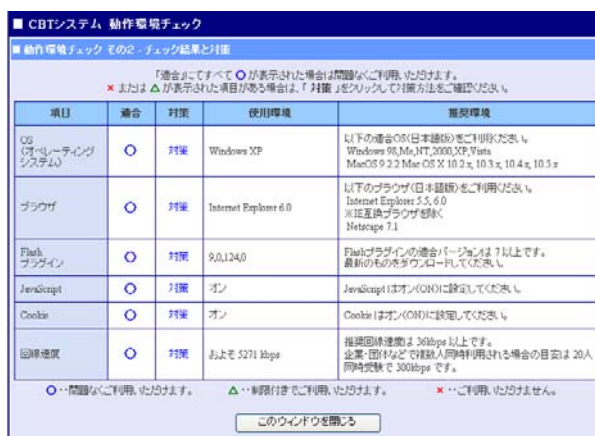 ■ CBTシステム 動作環境チェック
■ 動作環境チェック その2 - チェック結果と対策
「適合」にてすべて ○ が表示された場合は問題なくご利用いただけます。
× または △ が表示された項目がある場合は、「 対策 」をクリックして対策方法をご確認ください。
項目 適合 対策 使用環境 推奨環境
OS
(オペレーティング
システム)
○ 対策 Windows XP
以下の適合OS(日本語版)をご利用ください。
Windows 98,Me,NT,2000,XP,Vista
MacOS 9.2.2 Mac OS X 10.2.x, 10.3.x, 10.4.x, 10.5.x
ブラウザ ○ 対策 Internet Explorer 6.0
以下のブラウザ(日本語版)をご利用ください。
Internet Explorer 5.5, 6.0
※IE互換ブラウザを除く
Netscape 7.1
Flash
プラグイン
○ 対策 9,0,124,0
Flashプラグインの適合バージョンは 7 以上です。
最新のものをダウンロードしてください。
JavaScript ○ 対策 オン JavaScript はオン(ON)に設定してください。
Cookie ○ 対策 オン Cookie はオン(ON)に設定してください。
回線速度 ○ 対策 およそ 5271 kbps
推奨回線速度は 36kbps 以上です。
企業・団体などで複数人同時利用される場合の目安は 20人
同時受験で 300kbps です。
○・・問題なくご利用いただけます。 △・・制限付きでご利用いただけます。 ×・・ご利用いただけません。
このウィンドウを閉じる